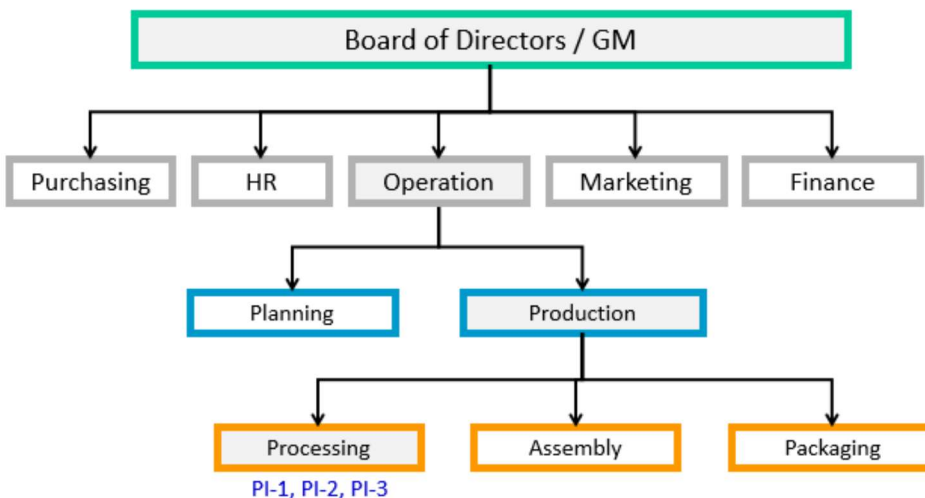 Board of Directors / GM
Purchasing
HR
Operation
Marketing
Finance
Planning
Production
Processing
Assembly
Packaging
PI-1, PI-2, PI-3